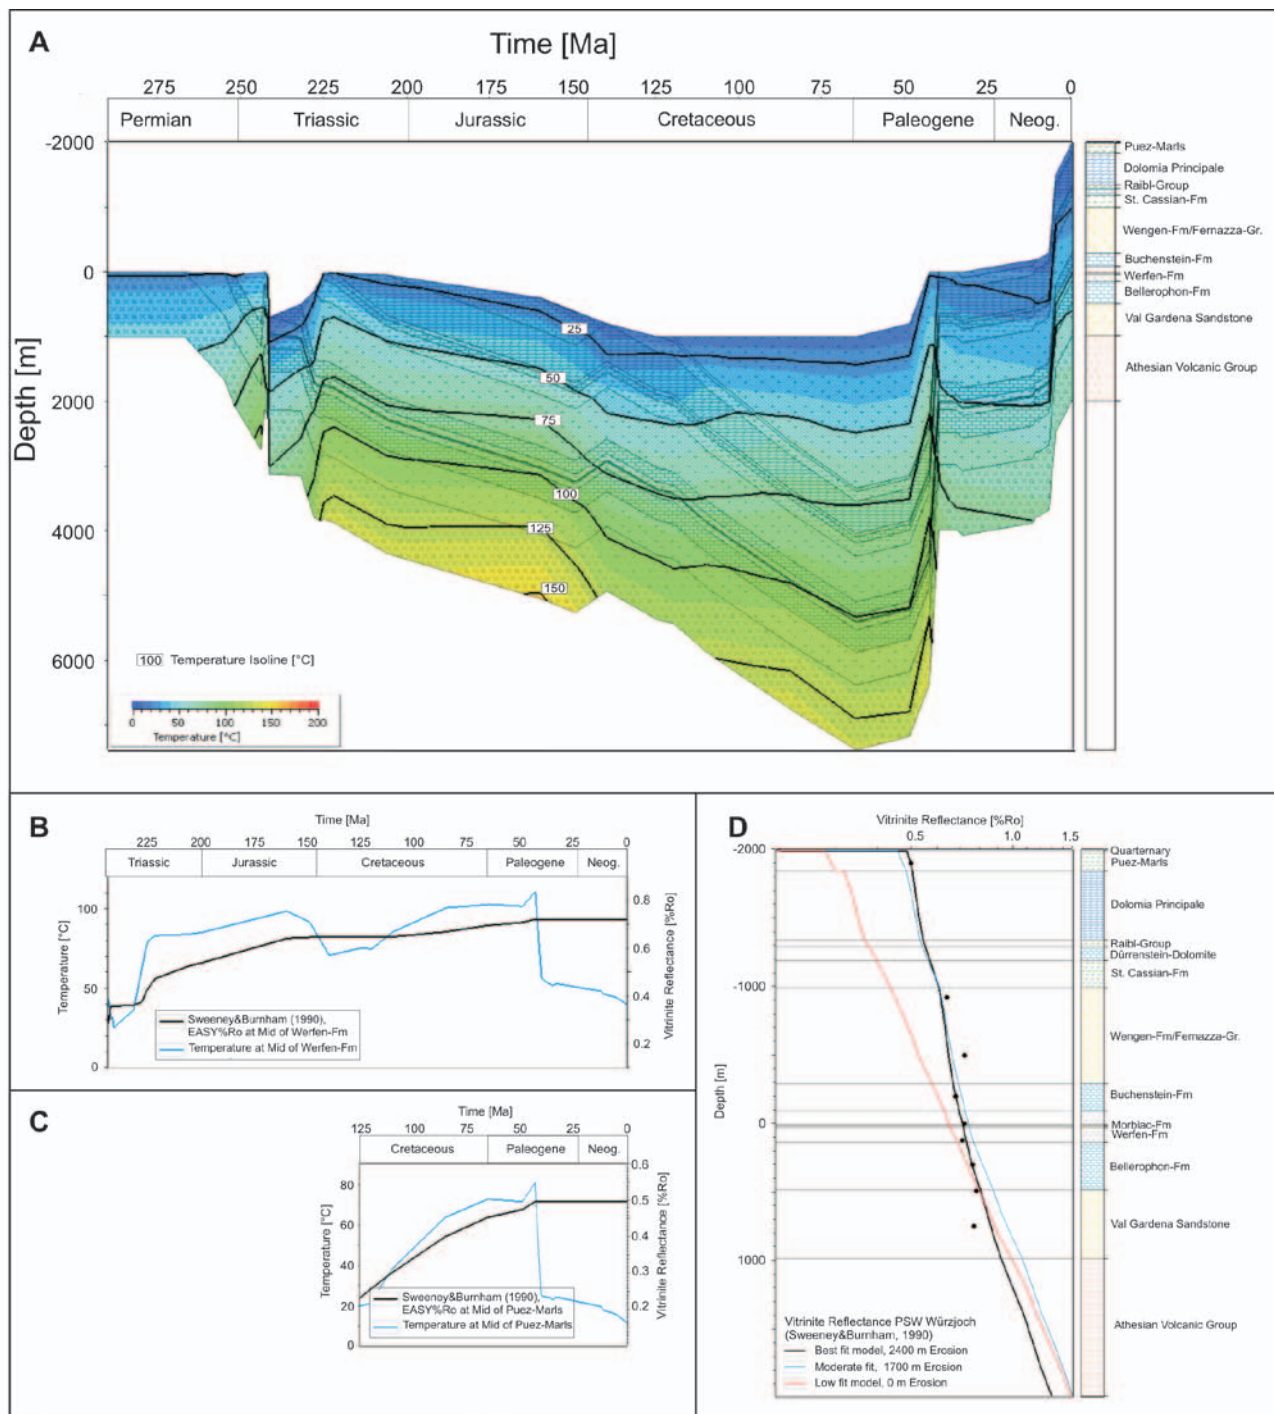 A
Time [Ma]
275 250 225 200 175 150 125 100 75 50 25 0
Permian Triassic Jurassic Cretaceous Paleogene Neog.
Depth [m]
-2000
0
2000
4000
6000
25
50
75
100
125
150
100 Temperature Isoline [°C]
0 50 100 150 200
Temperature [°C]
Puez-Marls
Dolomia Principale
Raibl-Group
St. Cassian-Fm
Wengen-Fm/Fernazza-Gr.
Buchenstein-Fm
Werfen-Fm
Bellerophon-Fm
Val Gardena Sandstone
Athesian Volcanic Group
B
Time [Ma]
225 200 175 150 125 100 75 50 25 0
Triassic Jurassic Cretaceous Paleogene Neog.
Temperature [°C]
100
50
0
Vitrinite Reflectance [%Ro]
0.8
0.6
0.4
0.2
Sweeney&Burnham (1990),
EASY%Ro at Mid of Werfen-Fm
Temperature at Mid of Werfen-Fm
C
Time [Ma]
125 100 75 50 25 0
Cretaceous Paleogene Neog.
Temperature [°C]
80
60
40
20
0
Vitrinite Reflectance [%Ro]
0.6
0.5
0.4
0.3
0.2
Sweeney&Burnham (1990),
EASY%Ro at Mid of Puez-Marls
Temperature at Mid of Puez-Marls
D
Vitrinite Reflectance [%Ro]
0.5 1.0 1.5
Depth [m]
-2000
-1000
0
1000
Quarternary
Puez-Marls
Dolomia Principale
Raibl-Group
Dürrenstein-Dolomite
St. Cassian-Fm
Wengen-Fm/Fernazza-Gr.
Buchenstein-Fm
Morbiac-Fm
Werfen-Fm
Bellerophon-Fm
Val Gardena Sandstone
Athesian Volcanic Group
Vitrinite Reflectance PSW Würzjoch
(Sweeney&Burnham, 1990)
Best fit model, 2400 m Erosion
Moderate fit, 1700 m Erosion
Low fit model, 0 m Erosion